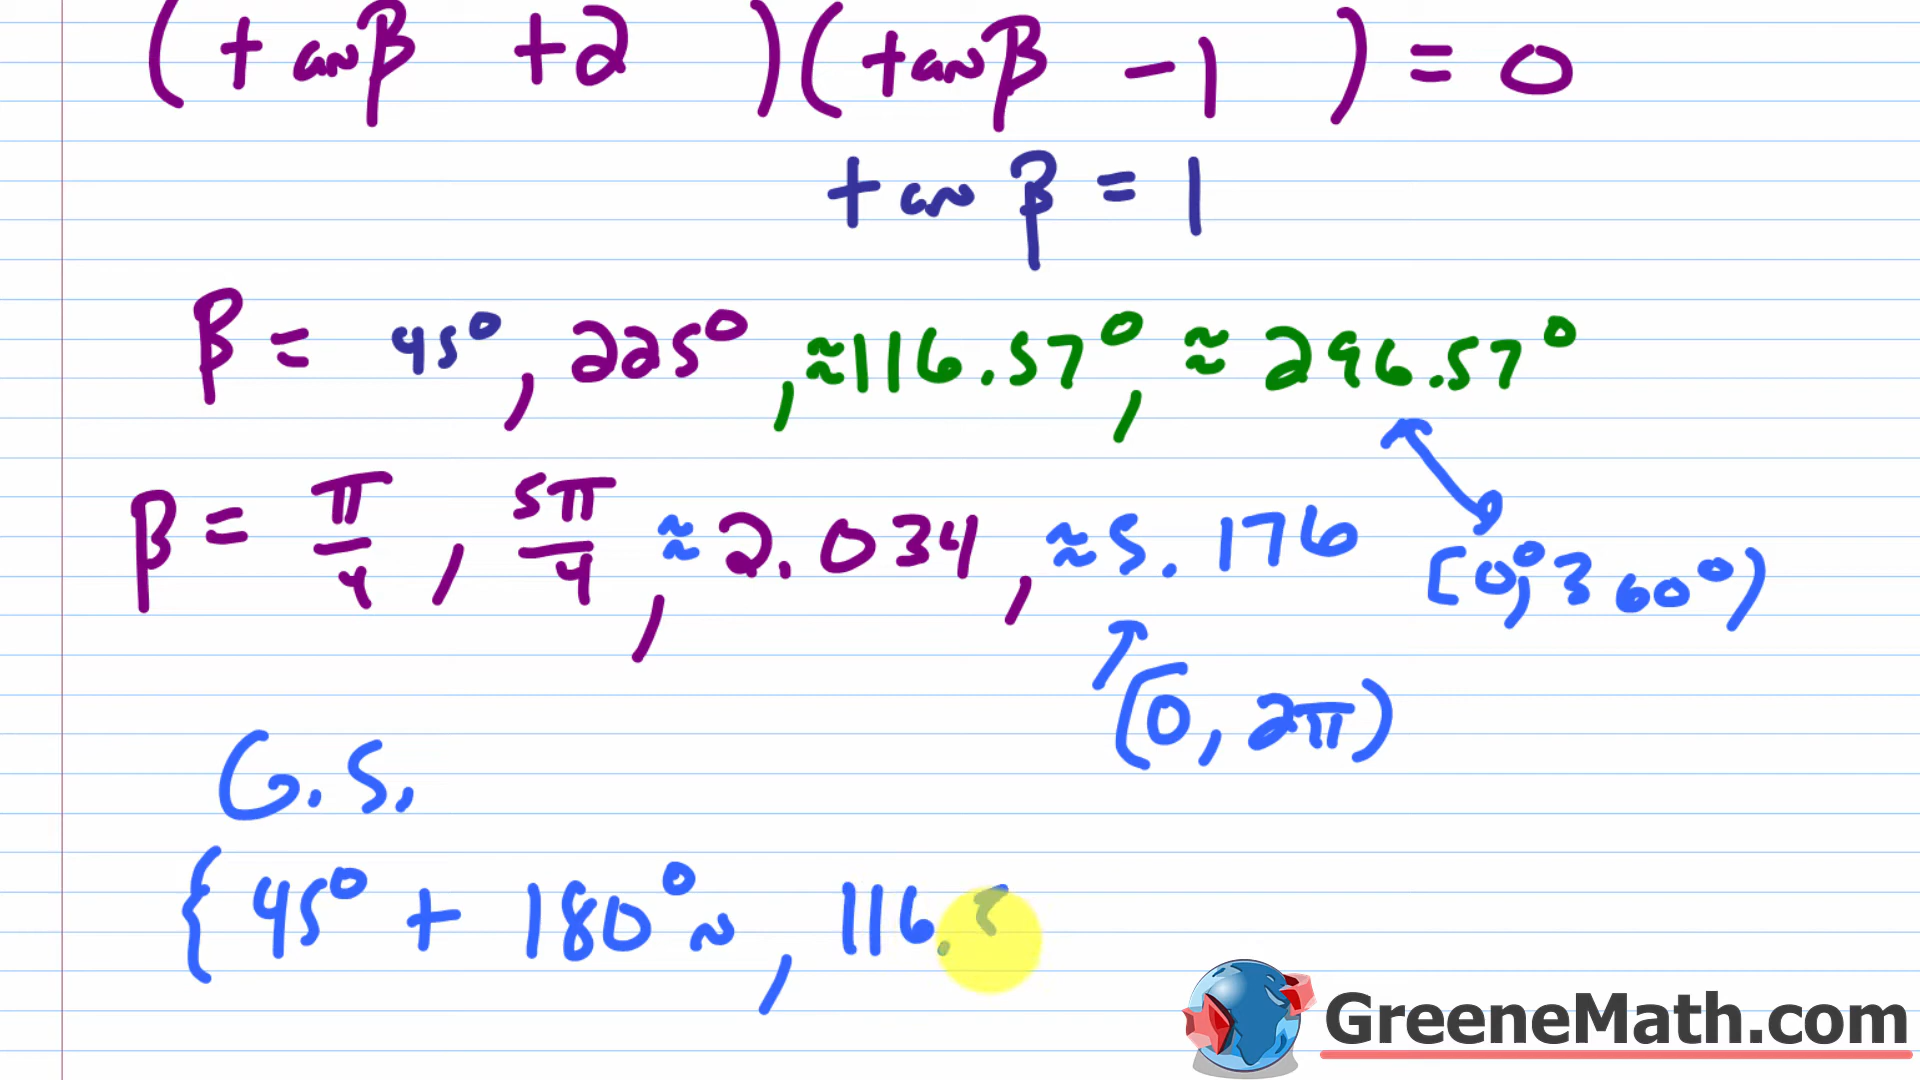 (tanβ +2)(tanβ -1) = 0
tan β = 1
β = 45°, 225°, ≈116.57°, ≈ 296.57°
β = π/4, 5π/4, ≈2.034, ≈5.176
[0°, 360°)
(0, 2π)
G.S.
{45° + 180°n, 116.5
GreeneMath.com